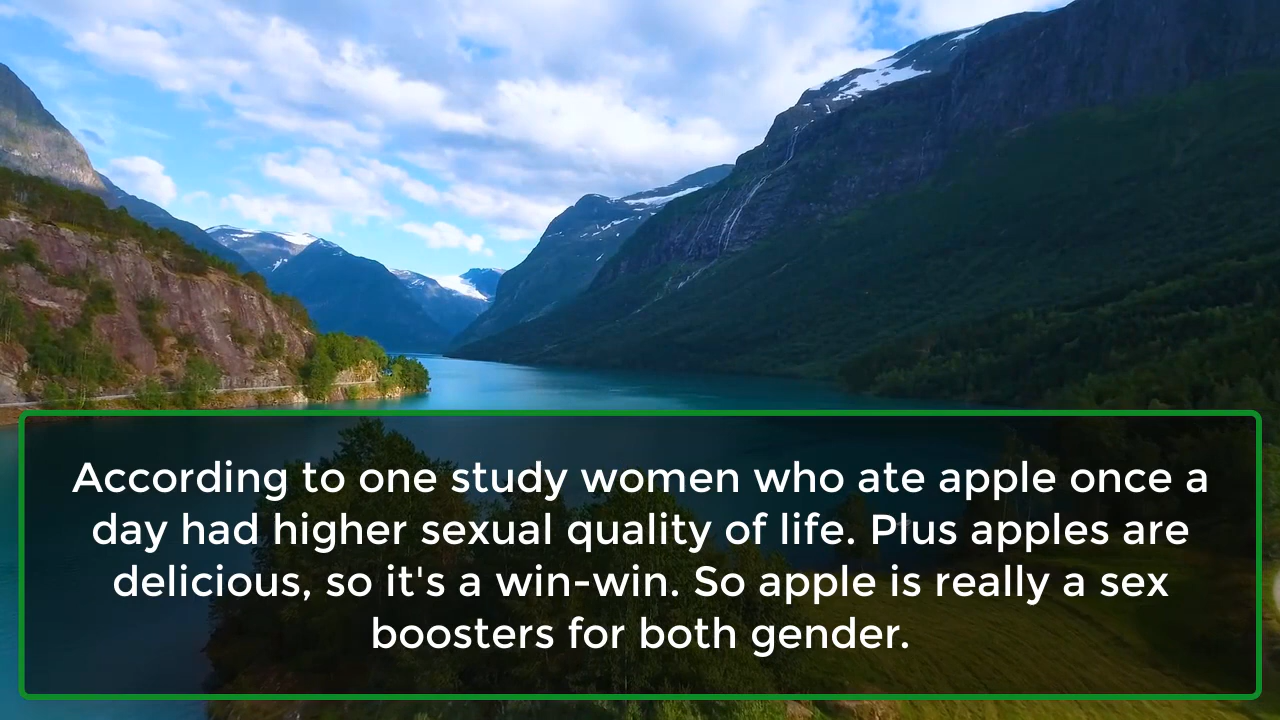 According to one study women who ate apple once a
day had higher sexual quality of life. Plus apples are
delicious, so it's a win-win. So apple is really a sex
boosters for both gender.